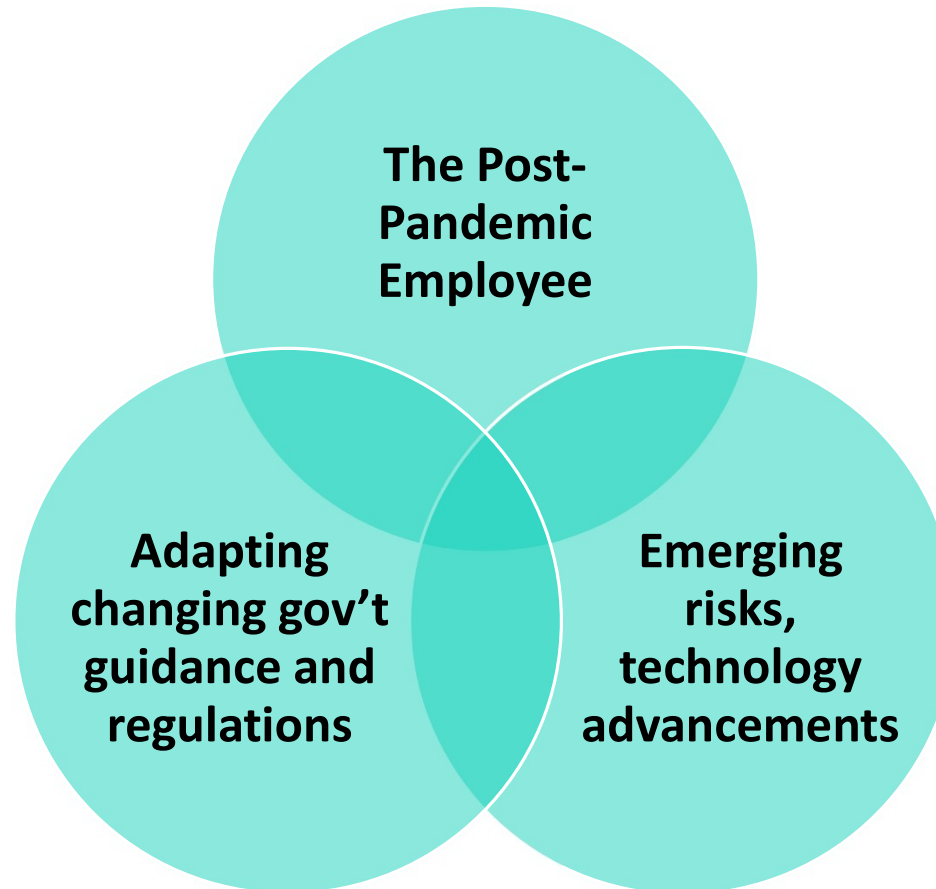 The Post-
Pandemic
Employee
Adapting
changing gov’t
guidance and
regulations
Emerging
risks,
technology
advancements